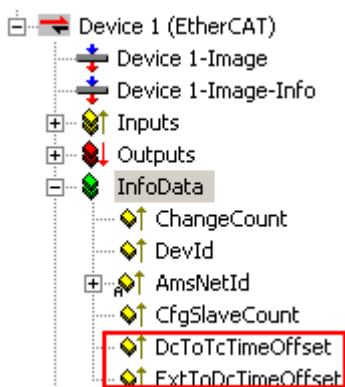 Device 1 (EtherCAT)
Device 1-Image
Device 1-Image-Info
Inputs
Outputs
InfoData
ChangeCount
DevId
AmsNetId
CfgSlaveCount
DcToTcTimeOffset
ExtToDcTimeOffset